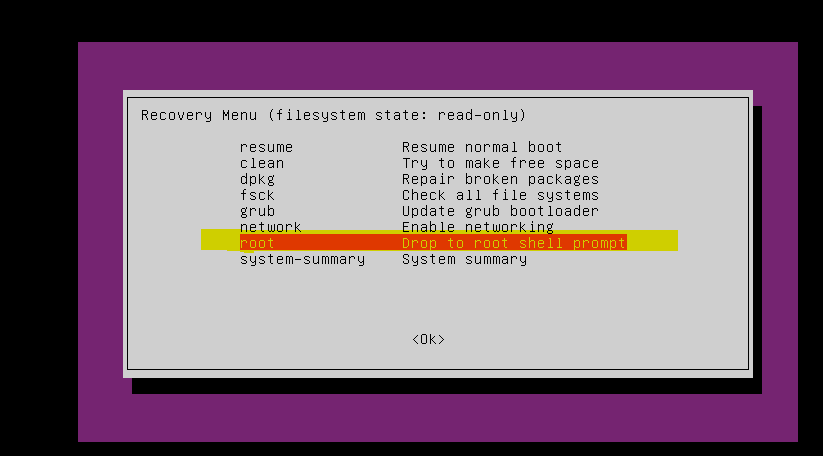 Recovery Menu (filesystem state: read-only)
resume Resume normal boot
clean Try to make free space
dpkg Repair broken packages
fsck Check all file systems
grub Update grub bootloader
network Enable networking
root Drop to root shell prompt
system-summary System summary
<Ok>